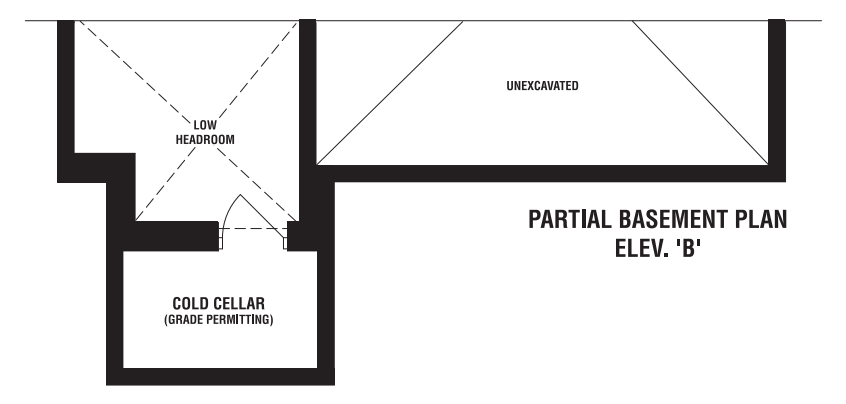 UNEXCAVATED
LOW
HEADROOM
PARTIAL BASEMENT PLAN
ELEV. 'B'
COLD CELLAR
(GRADE PERMITTING)